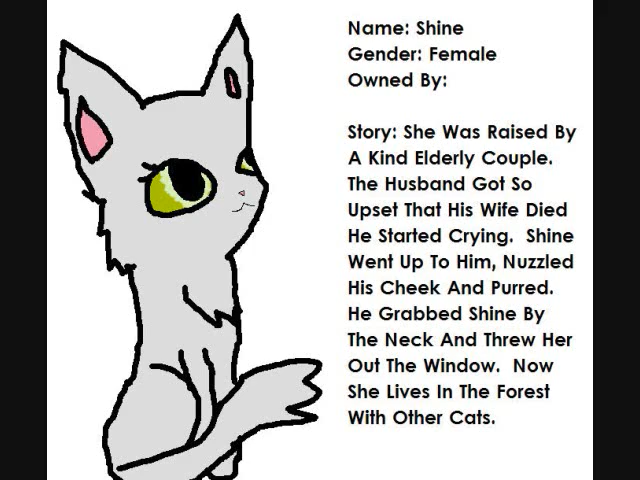 Name: Shine
Gender: Female
Owned By:
Story: She Was Raised By
A Kind Elderly Couple.
The Husband Got So
Upset That His Wife Died
He Started Crying. Shine
Went Up To Him, Nuzzled
His Cheek And Purred.
He Grabbed Shine By
The Neck And Threw Her
Out The Window. Now
She Lives In The Forest
With Other Cats.